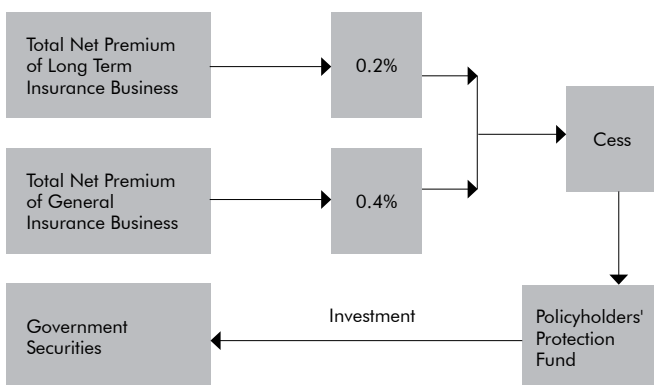 Total Net Premium
of Long Term
Insurance Business
0.2%
Total Net Premium
of General
Insurance Business
0.4%
Cess
Government
Securities
Investment
Policyholders'
Protection
Fund